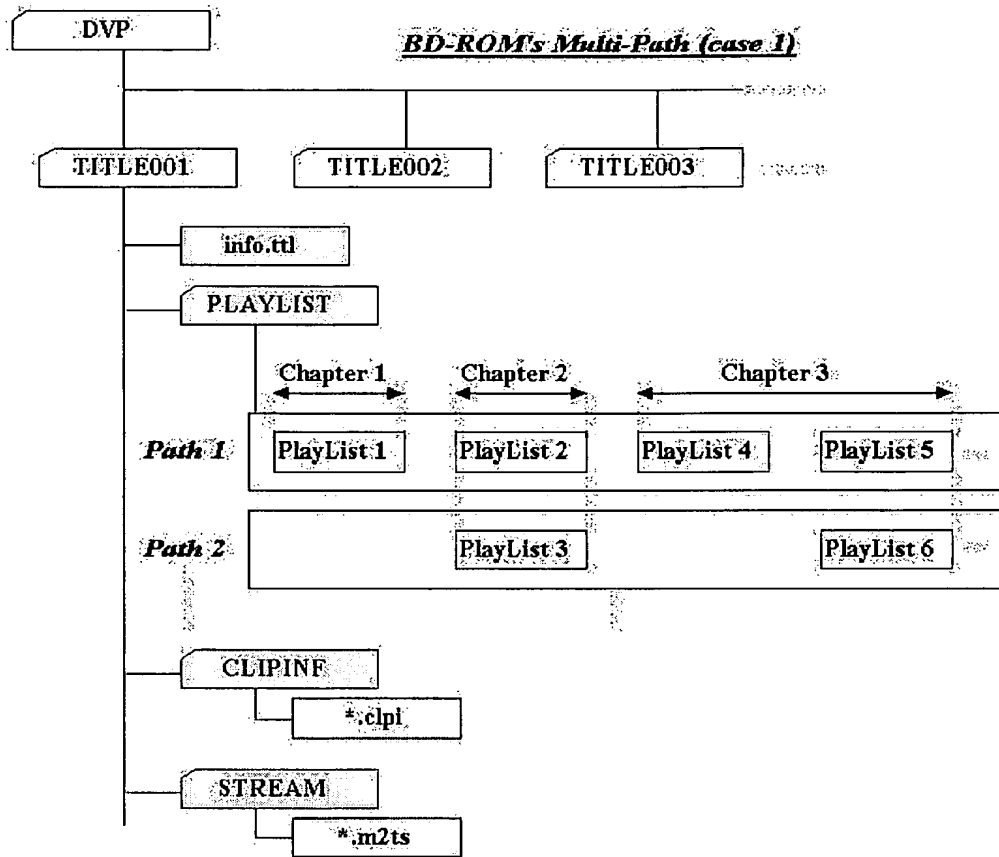 DVP
BD-ROM's Multi-Path (case 1)
TITLE001
TITLE002
TITLE003
info.ttl
PLAYLIST
Chapter 1
Chapter 2
Chapter 3
Path 1
PlayList 1
PlayList 2
PlayList 4
PlayList 5
Path 2
PlayList 3
PlayList 6
CLIPINF
*.clpi
STREAM
*.m2ts